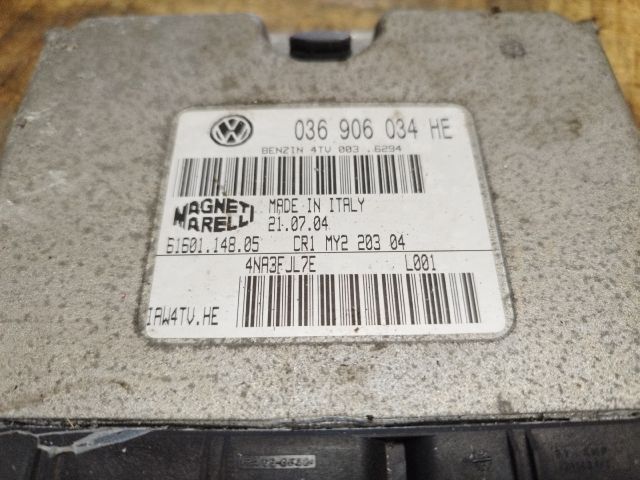 036 906 034 HE
BENZIN 4TV 003 .6294
MAGNETI MARELLI
MADE IN ITALY
21.07.04
61601.148.05 CR1 MY2 203 04
4NA3FJL7E L001
IAW4TV.HE